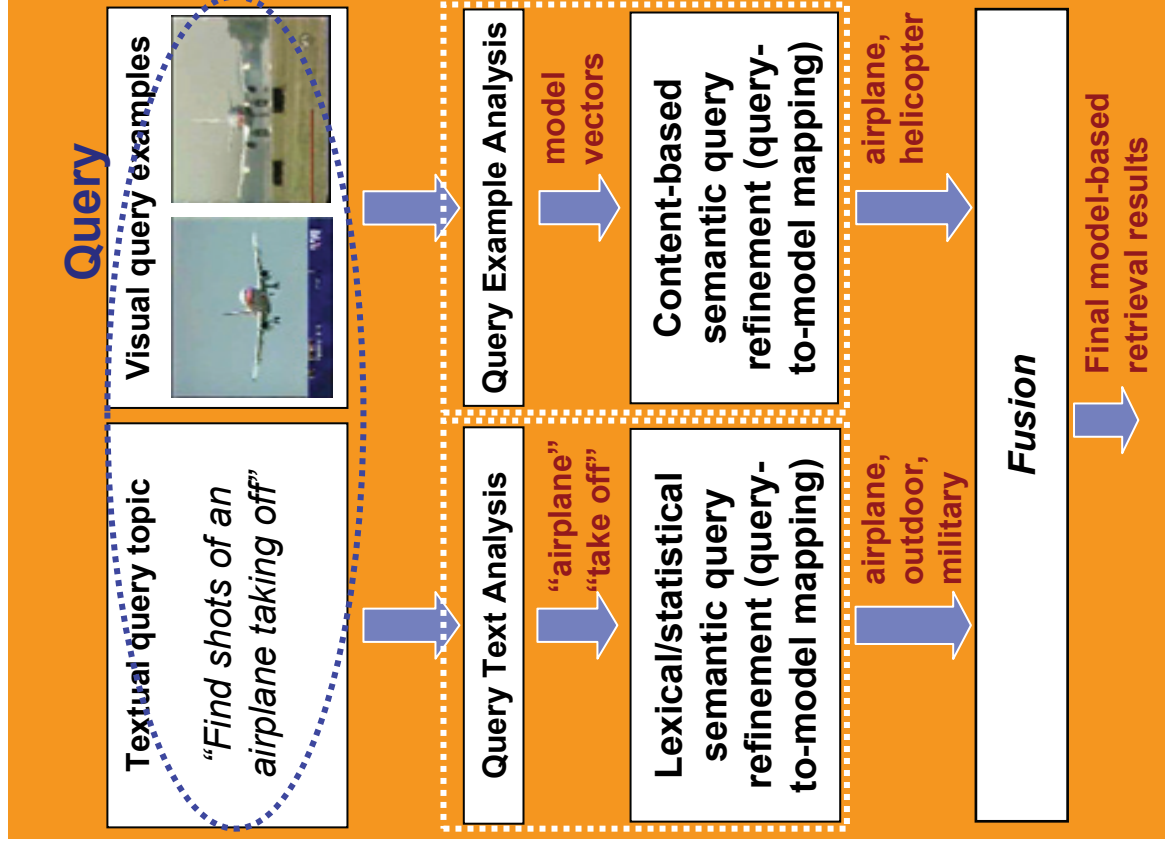 Query
Textual query topic
“Find shots of an
airplane taking off”
Visual query examples
Query Text Analysis
“airplane”
“take off”
Lexical/statistical
semantic query
refinement (query-
to-model mapping)
airplane,
outdoor,
military
Query Example Analysis
model
vectors
Content-based
semantic query
refinement (query-
to-model mapping)
airplane,
helicopter
Fusion
Final model-based
retrieval results